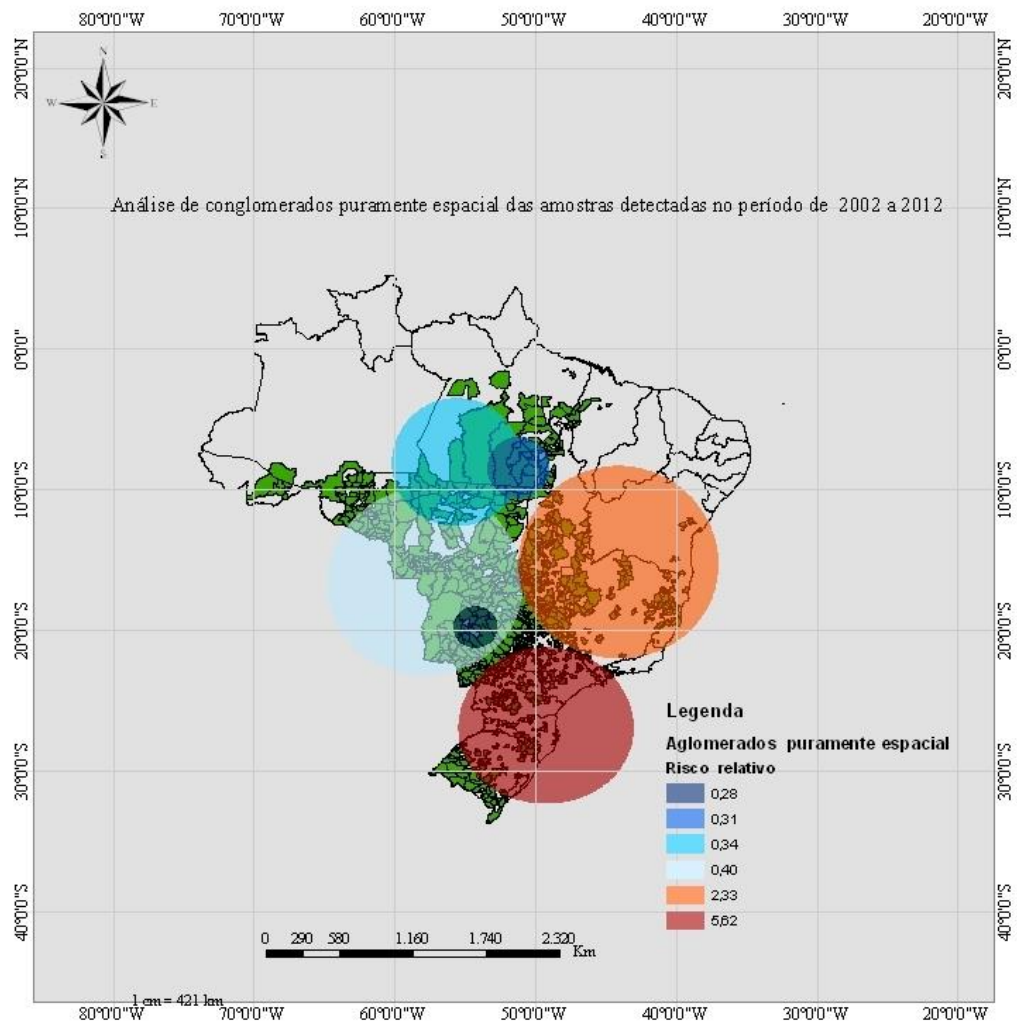 80°0'0"W 70°0'0"W 60°0'0"W 50°0'0"W 40°0'0"W 30°0'0"W 20°0'0"W
20°0'0"N 20°0'0"N
N
W E
S
10°0'0"N 10°0'0"N
Análise de conglomerados puramente espacial das amostras detectadas no período de 2002 a 2012
0°0'0" 0°0'0"
10°0'0"S 10°0'0"S
20°0'0"S 20°0'0"S
30°0'0"S 30°0'0"S
40°0'0"S 40°0'0"S
Legenda
Aglomerados puramente espacial
Risco relativo
0,28
0,31
0,34
0,40
2,33
5,62
0 290 580 1.160 1.740 2.320
Km
1 cm = 421 km
80°0'0"W 70°0'0"W 60°0'0"W 50°0'0"W 40°0'0"W 30°0'0"W 20°0'0"W